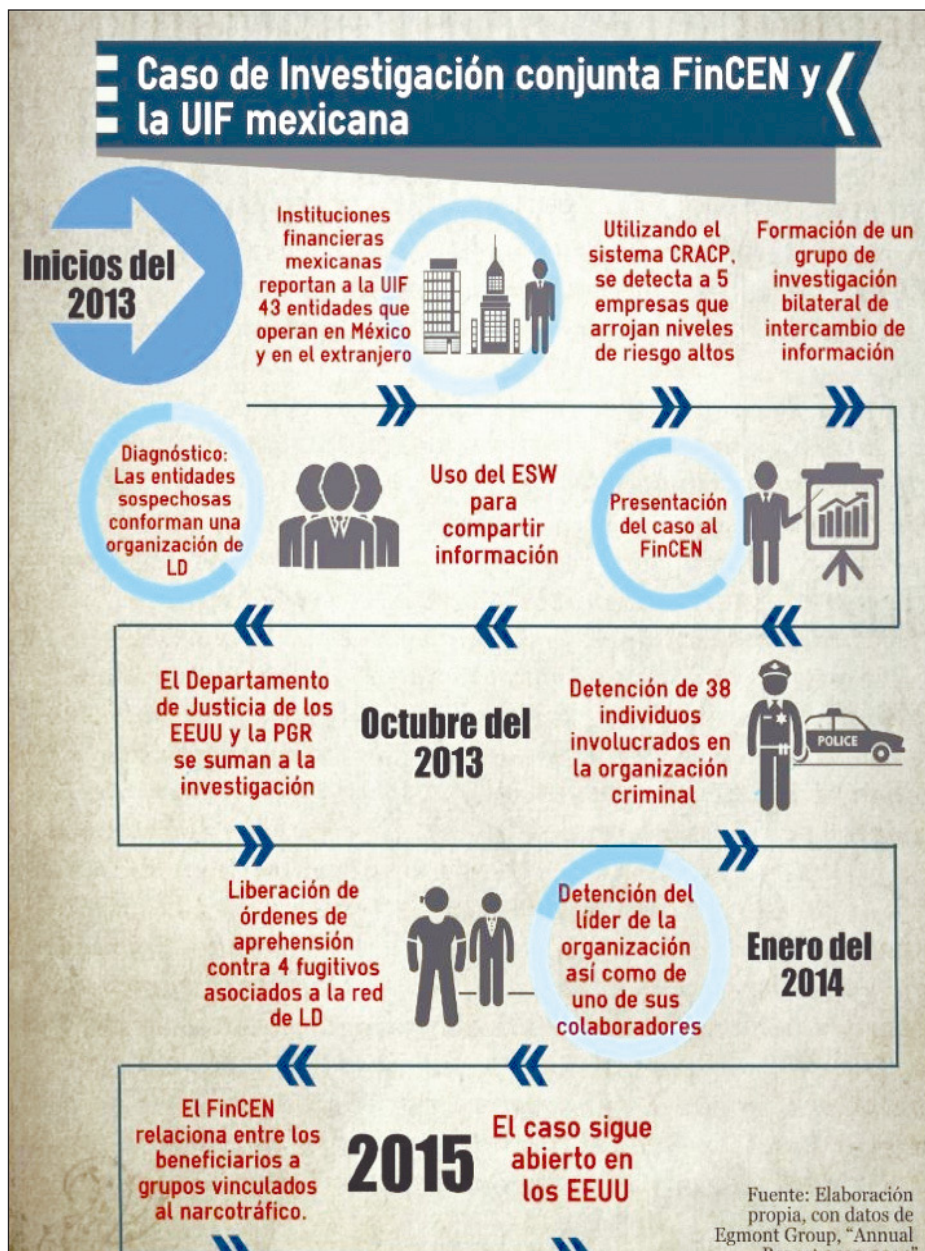 Caso de Investigación conjunta FinCEN y
la UIF mexicana
Inicios del
2013
Instituciones
financieras
mexicanas
reportan a la UIF
43 entidades que
operan en México
y en el extranjero
Utilizando el
sistema CRACP,
se detecta a 5
empresas que
arrojan niveles
de riesgo altos
Formación de un
grupo de
investigación
bilateral de
intercambio de
información
Presentación
del caso al
FinCEN
Uso del ESW
para
compartir
información
Diagnóstico:
Las entidades
sospechosas
conforman una
organización de
LD
El Departamento
de Justicia de los
EEUU y la PGR
se suman a la
investigación
Octubre del
2013
Detención de 38
individuos
involucrados en
la organización
criminal
POLICE
Enero del
2014
Detención del
líder de la
organización
así como de
uno de sus
colaboradores
Liberación de
órdenes de
aprehensión
contra 4 fugitivos
asociados a la red
de LD
El FinCEN
relaciona entre los
beneficiarios a
grupos vinculados
al narcotráfico.
2015
El caso sigue
abierto en
los EEUU
Fuente: Elaboración
propia, con datos de
Egmont Group, “Annual